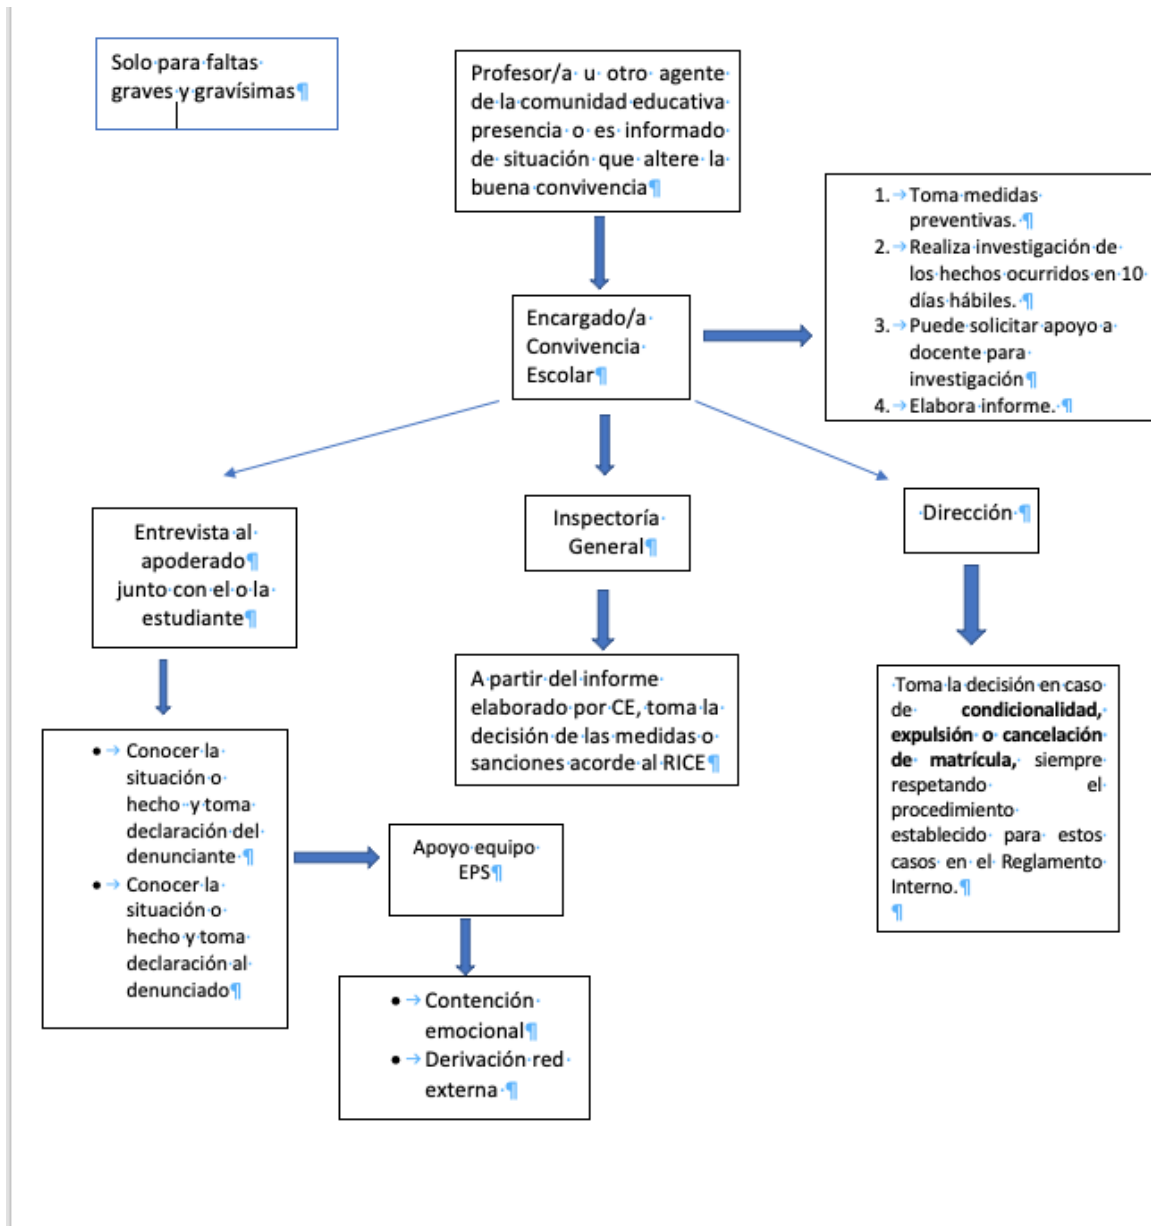 Solo para faltas
graves y gravísimas
Profesor/a u otro agente
de la comunidad educativa
presencia o es informado
de situación que altere la
buena convivencia
1. Toma medidas
preventivas.
2. Realiza investigación de
los hechos ocurridos en 10
días hábiles.
3. Puede solicitar apoyo a
docente para
investigación
4. Elabora informe.
Encargado/a
Convivencia
Escolar
Entrevista al
apoderado
junto con el o la
estudiante
Inspectoría
General
Dirección
A partir del informe
elaborado por CE, toma la
decisión de las medidas o
sanciones acorde al RICE
Toma la decisión en caso
de condicionalidad,
expulsión o cancelación
de matrícula, siempre
respetando el
procedimiento
establecido para estos
casos en el Reglamento
Interno.
• Conocer la
situación o
hecho y toma
declaración del
denunciante
• Conocer la
situación o
hecho y toma
declaración al
denunciado
Apoyo equipo
EPS
• Contención
emocional
• Derivación red
externa